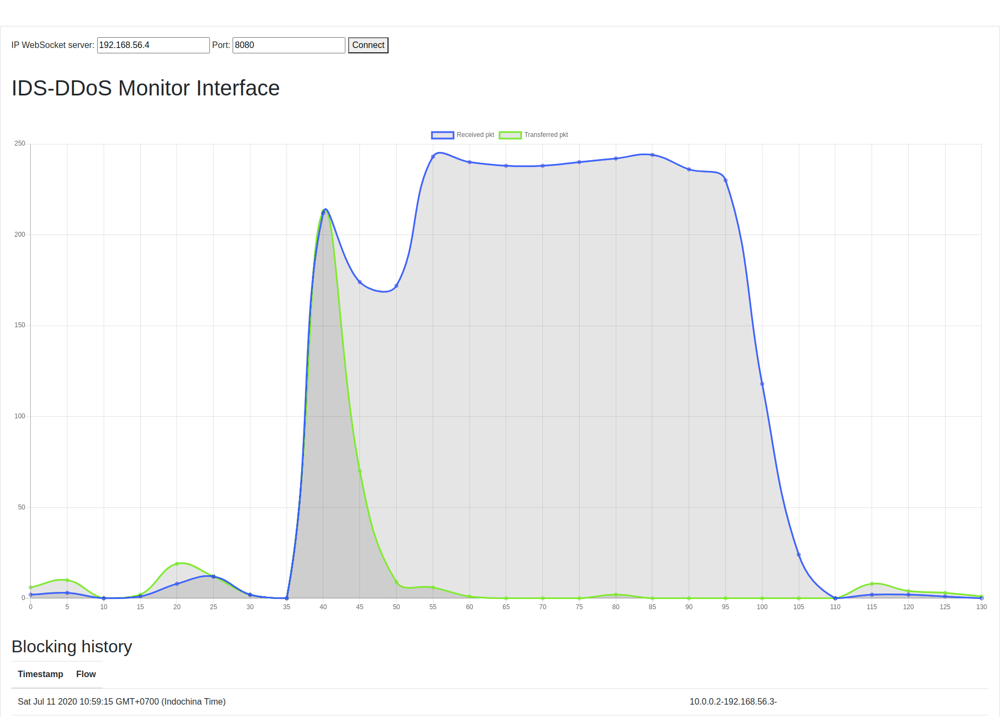 IP WebSocket server: 192.168.56.4 Port: 8080 Connect
IDS-DDoS Monitor Interface
Received pkt Transferred pkt
250
200
150
100
50
0
0 5 10 15 20 25 30 35 40 45 50 55 60 65 70 75 80 85 90 95 100 105 110 115 120 125 130
Blocking history
Timestamp Flow
Sat Jul 11 2020 10:59:15 GMT+0700 (Indochina Time) 10.0.0.2-192.168.56.3-